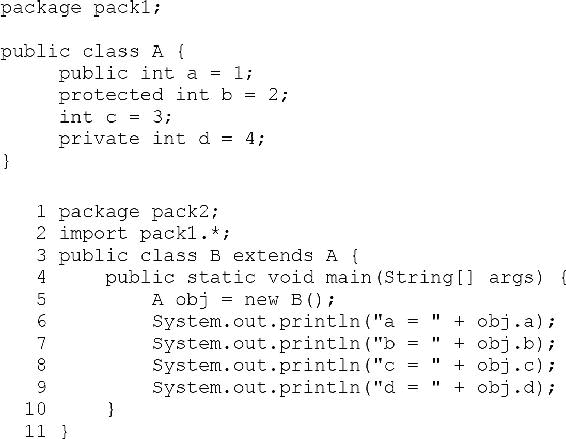 package pack1;
public class A {
public int a = 1;
protected int b = 2;
int c = 3;
private int d = 4;
}
1 package pack2;
2 import pack1.*;
3 public class B extends A {
4 public static void main(String[] args) {
5 A obj = new B();
6 System.out.println("a = " + obj.a);
7 System.out.println("b = " + obj.b);
8 System.out.println("c = " + obj.c);
9 System.out.println("d = " + obj.d);
10 }
11 }